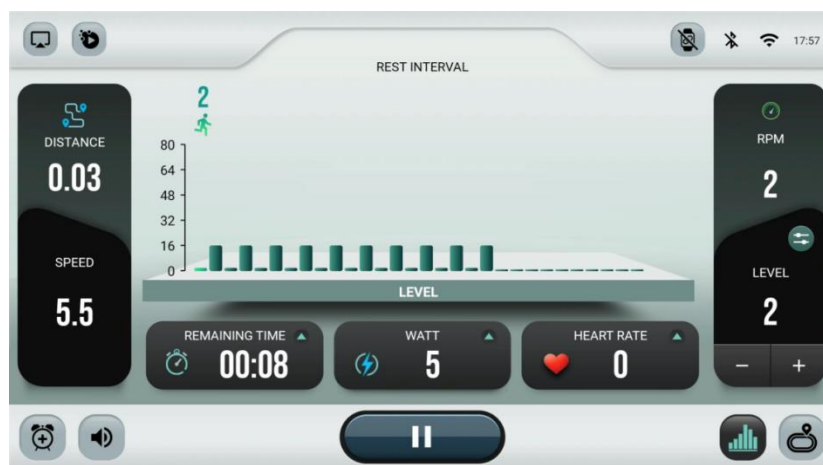 17:57
REST INTERVAL
DISTANCE
0.03
SPEED
5.5
2
80
64
48
32
16
0
LEVEL
RPM
2
LEVEL
2
REMAINING TIME
00:08
WATT
5
HEART RATE
0
− +